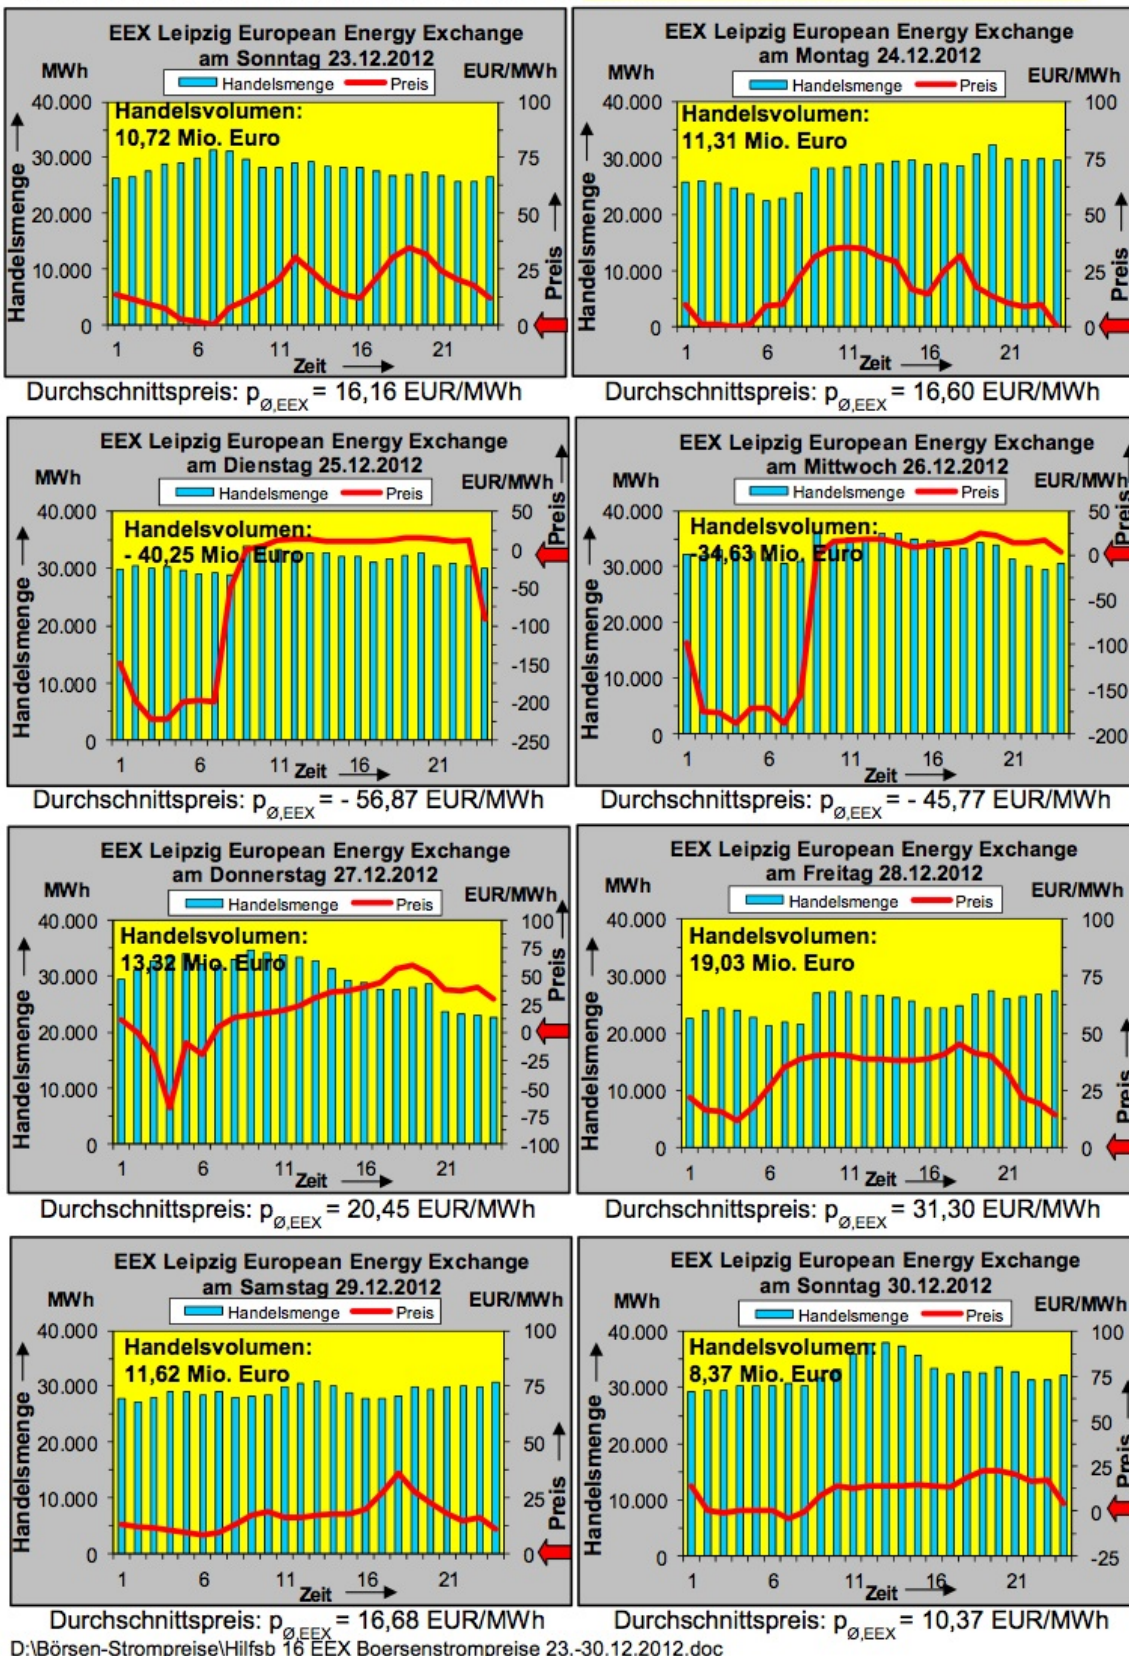 EEX Leipzig European Energy Exchange
am Sonntag 23.12.2012
MWh
EUR/MWh
Handelsmenge Preis
Handelsvolumen:
10,72 Mio. Euro
40.000
30.000
20.000
10.000
0
100
75
50
25
0
Handelsmenge
Preis
1 6 11 16 21
Zeit
Durchschnittspreis: pØ,EEX = 16,16 EUR/MWh
EEX Leipzig European Energy Exchange
am Montag 24.12.2012
MWh
EUR/MWh
Handelsmenge Preis
Handelsvolumen:
11,31 Mio. Euro
40.000
30.000
20.000
10.000
0
100
75
50
25
0
Handelsmenge
Preis
1 6 11 16 21
Zeit
Durchschnittspreis: pØ,EEX = 16,60 EUR/MWh
EEX Leipzig European Energy Exchange
am Dienstag 25.12.2012
MWh
EUR/MWh
Handelsmenge Preis
Handelsvolumen:
- 40,25 Mio. Euro
40.000
30.000
20.000
10.000
0
50
0
-50
-100
-150
-200
-250
Handelsmenge
Preis
1 6 11 16 21
Zeit
Durchschnittspreis: pØ,EEX = - 56,87 EUR/MWh
EEX Leipzig European Energy Exchange
am Mittwoch 26.12.2012
MWh
EUR/MWh
Handelsmenge Preis
Handelsvolumen:
-34,63 Mio. Euro
40.000
30.000
20.000
10.000
0
50
0
-50
-100
-150
-200
Handelsmenge
Preis
1 6 11 16 21
Zeit
Durchschnittspreis: pØ,EEX = - 45,77 EUR/MWh
EEX Leipzig European Energy Exchange
am Donnerstag 27.12.2012
MWh
EUR/MWh
Handelsmenge Preis
Handelsvolumen:
13,32 Mio. Euro
40.000
30.000
20.000
10.000
0
100
75
50
25
0
-25
-50
-75
-100
Handelsmenge
Preis
1 6 11 16 21
Zeit
Durchschnittspreis: pØ,EEX = 20,45 EUR/MWh
EEX Leipzig European Energy Exchange
am Freitag 28.12.2012
MWh
EUR/MWh
Handelsmenge Preis
Handelsvolumen:
19,03 Mio. Euro
40.000
30.000
20.000
10.000
0
100
75
50
25
0
Handelsmenge
Preis
1 6 11 16 21
Zeit
Durchschnittspreis: pØ,EEX = 31,30 EUR/MWh
EEX Leipzig European Energy Exchange
am Samstag 29.12.2012
MWh
EUR/MWh
Handelsmenge Preis
Handelsvolumen:
11,62 Mio. Euro
40.000
30.000
20.000
10.000
0
100
75
50
25
0
Handelsmenge
Preis
1 6 11 16 21
Zeit
Durchschnittspreis: pØ,EEX = 16,68 EUR/MWh
EEX Leipzig European Energy Exchange
am Sonntag 30.12.2012
MWh
EUR/MWh
Handelsmenge Preis
Handelsvolumen:
8,37 Mio. Euro
40.000
30.000
20.000
10.000
0
100
75
50
25
0
-25
Handelsmenge
Preis
1 6 11 16 21
Zeit
Durchschnittspreis: pØ,EEX = 10,37 EUR/MWh
D:\Börsen-Strompreise\Hilfsb 16 EEX Boersenstrompreise 23.-30.12.2012.doc